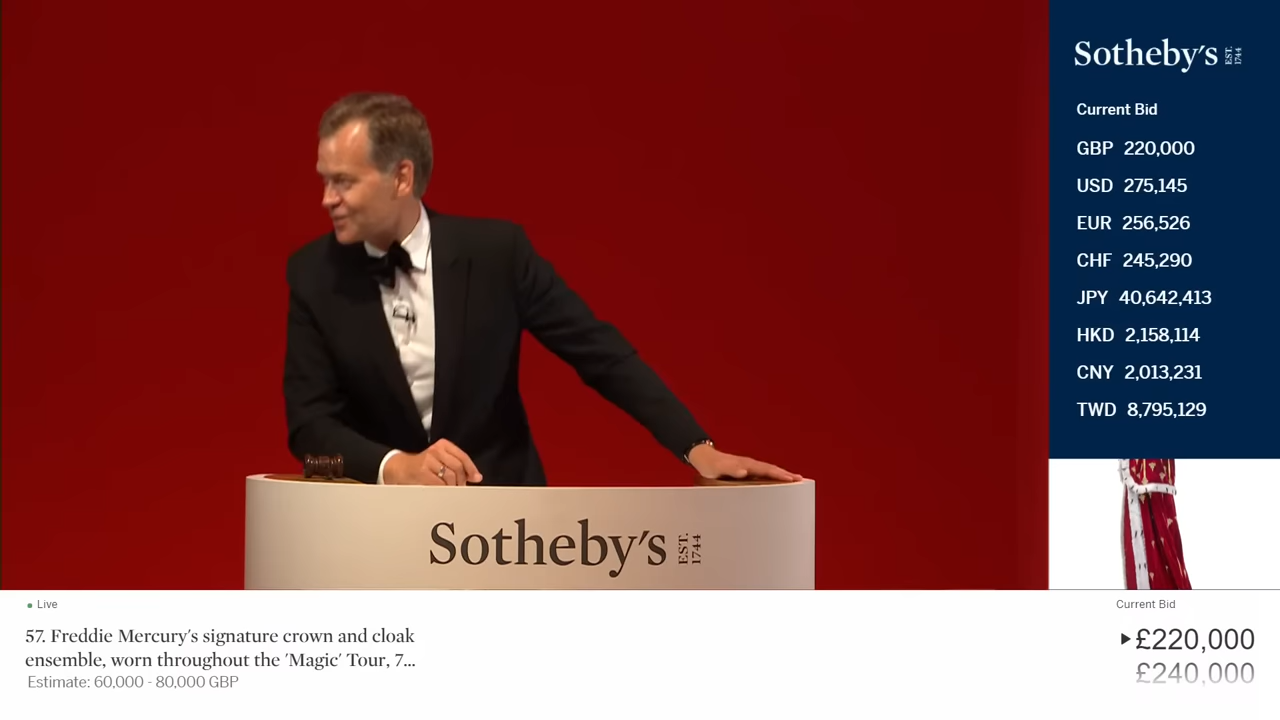 Sotheby's EST. 1744
Current Bid
GBP 220,000
USD 275,145
EUR 256,526
CHF 245,290
JPY 40,642,413
HKD 2,158,114
CNY 2,013,231
TWD 8,795,129
Sotheby's EST. 1744
Live
57. Freddie Mercury's signature crown and cloak
ensemble, worn throughout the 'Magic' Tour, 7...
Estimate: 60,000 - 80,000 GBP
Current Bid
£220,000
£240,000